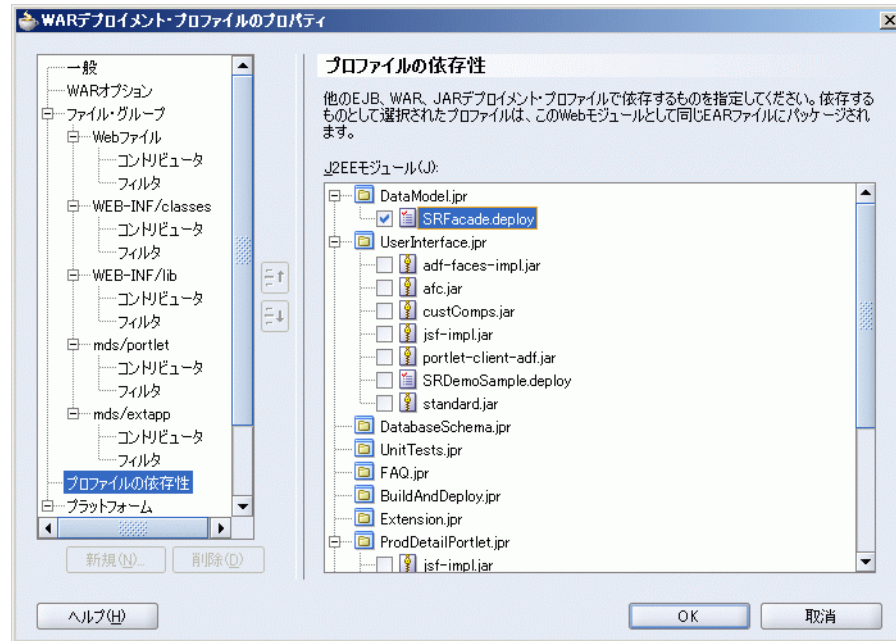 WARデプロイメント・プロファイルのプロパティ
一般
WARオプション
ファイル・グループ
Webファイル
コントリビュータ
フィルタ
WEB-INF/classes
コントリビュータ
フィルタ
WEB-INF/lib
コントリビュータ
フィルタ
mds/portlet
コントリビュータ
フィルタ
mds/extapp
コントリビュータ
フィルタ
プロファイルの依存性
プラットフォーム
新規(N)...
削除(D)
プロファイルの依存性
他のEJB、WAR、JARデプロイメント・プロファイルで依存するものを指定してください。依存する
ものとして選択されたプロファイルは、このWebモジュールとして同じEARファイルにパッケージされ
ます。
J2EEモジュール(J):
DataModel.jpr
SRFacade.deploy
UserInterface.jpr
adf-faces-impl.jar
afc.jar
custComps.jar
jsf-impl.jar
portlet-client-adf.jar
SRDemoSample.deploy
standard.jar
DatabaseSchema.jpr
UnitTests.jpr
FAQ.jpr
BuildAndDeploy.jpr
Extension.jpr
ProdDetailPortlet.jpr
jsf-impl.jar
ヘルプ(H)
OK
取消